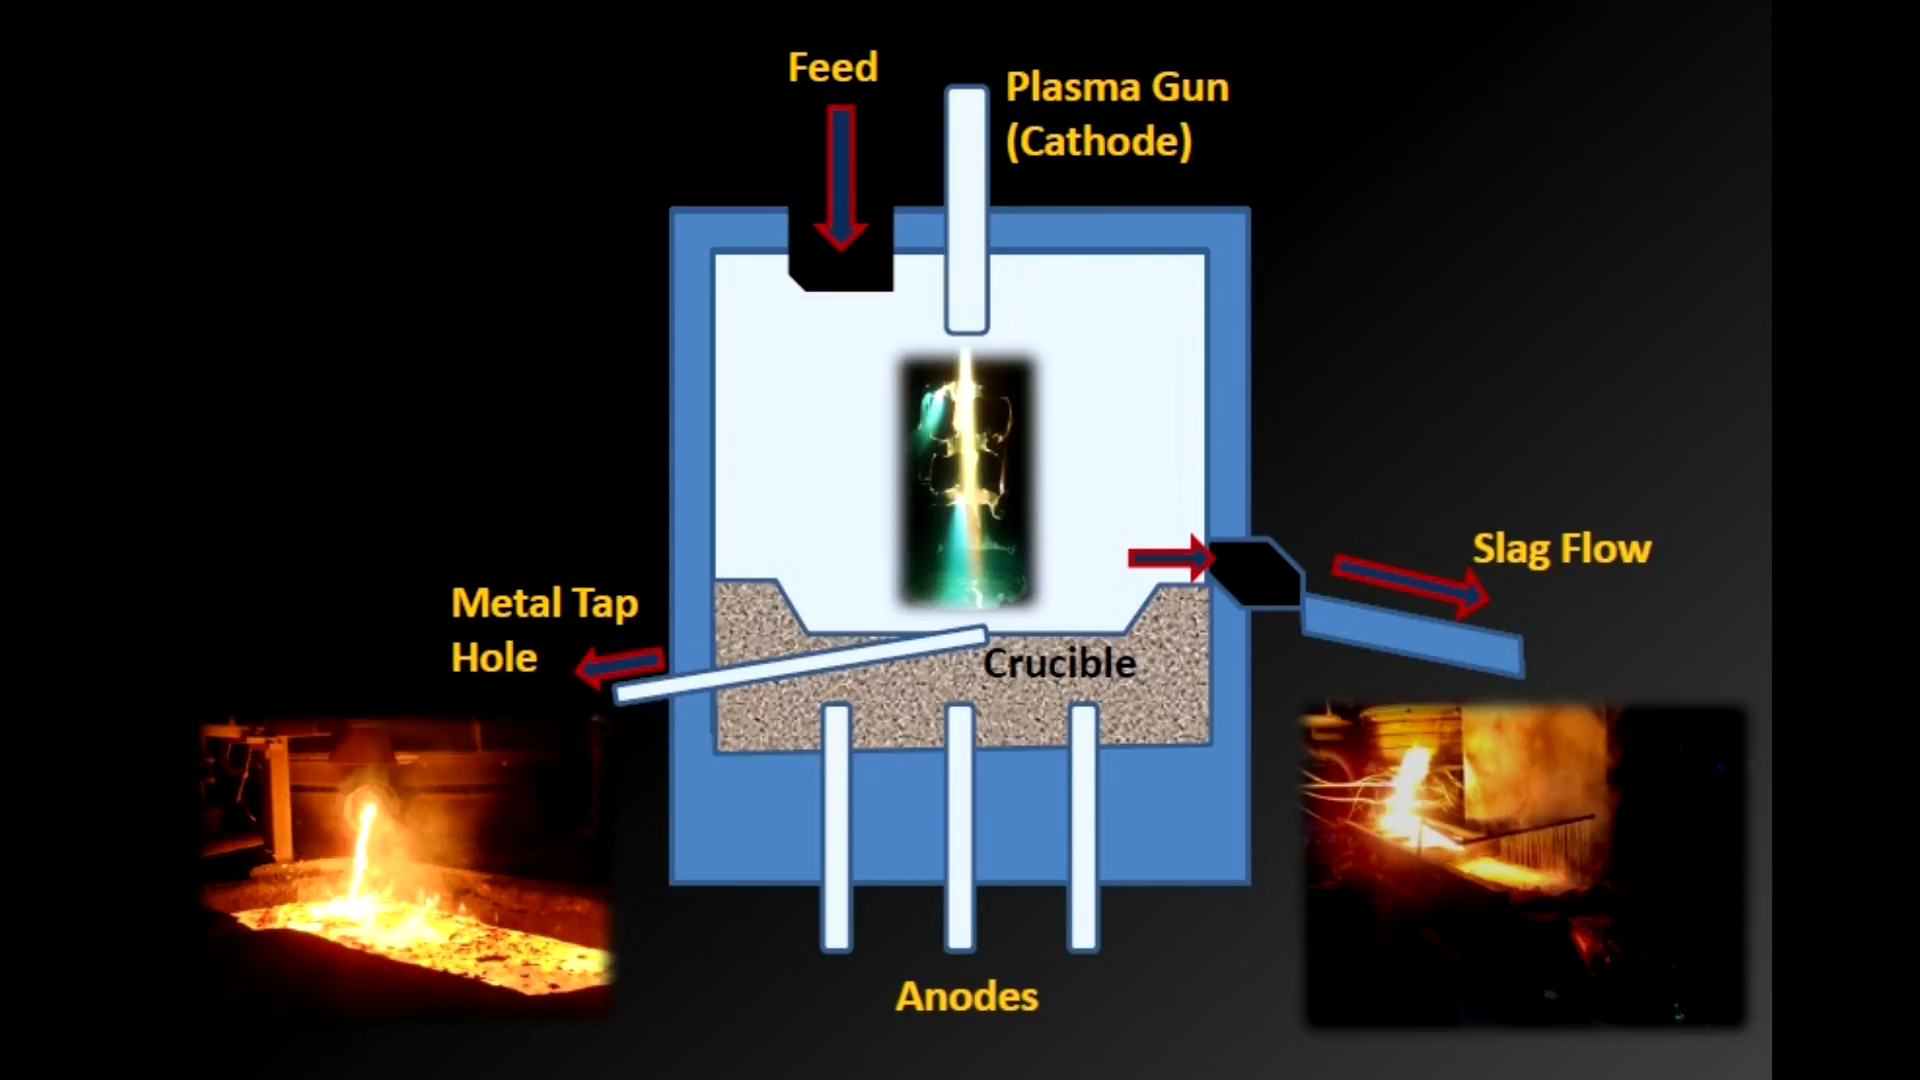 Feed
Plasma Gun
(Cathode)
Slag Flow
Metal Tap
Hole
Crucible
Anodes